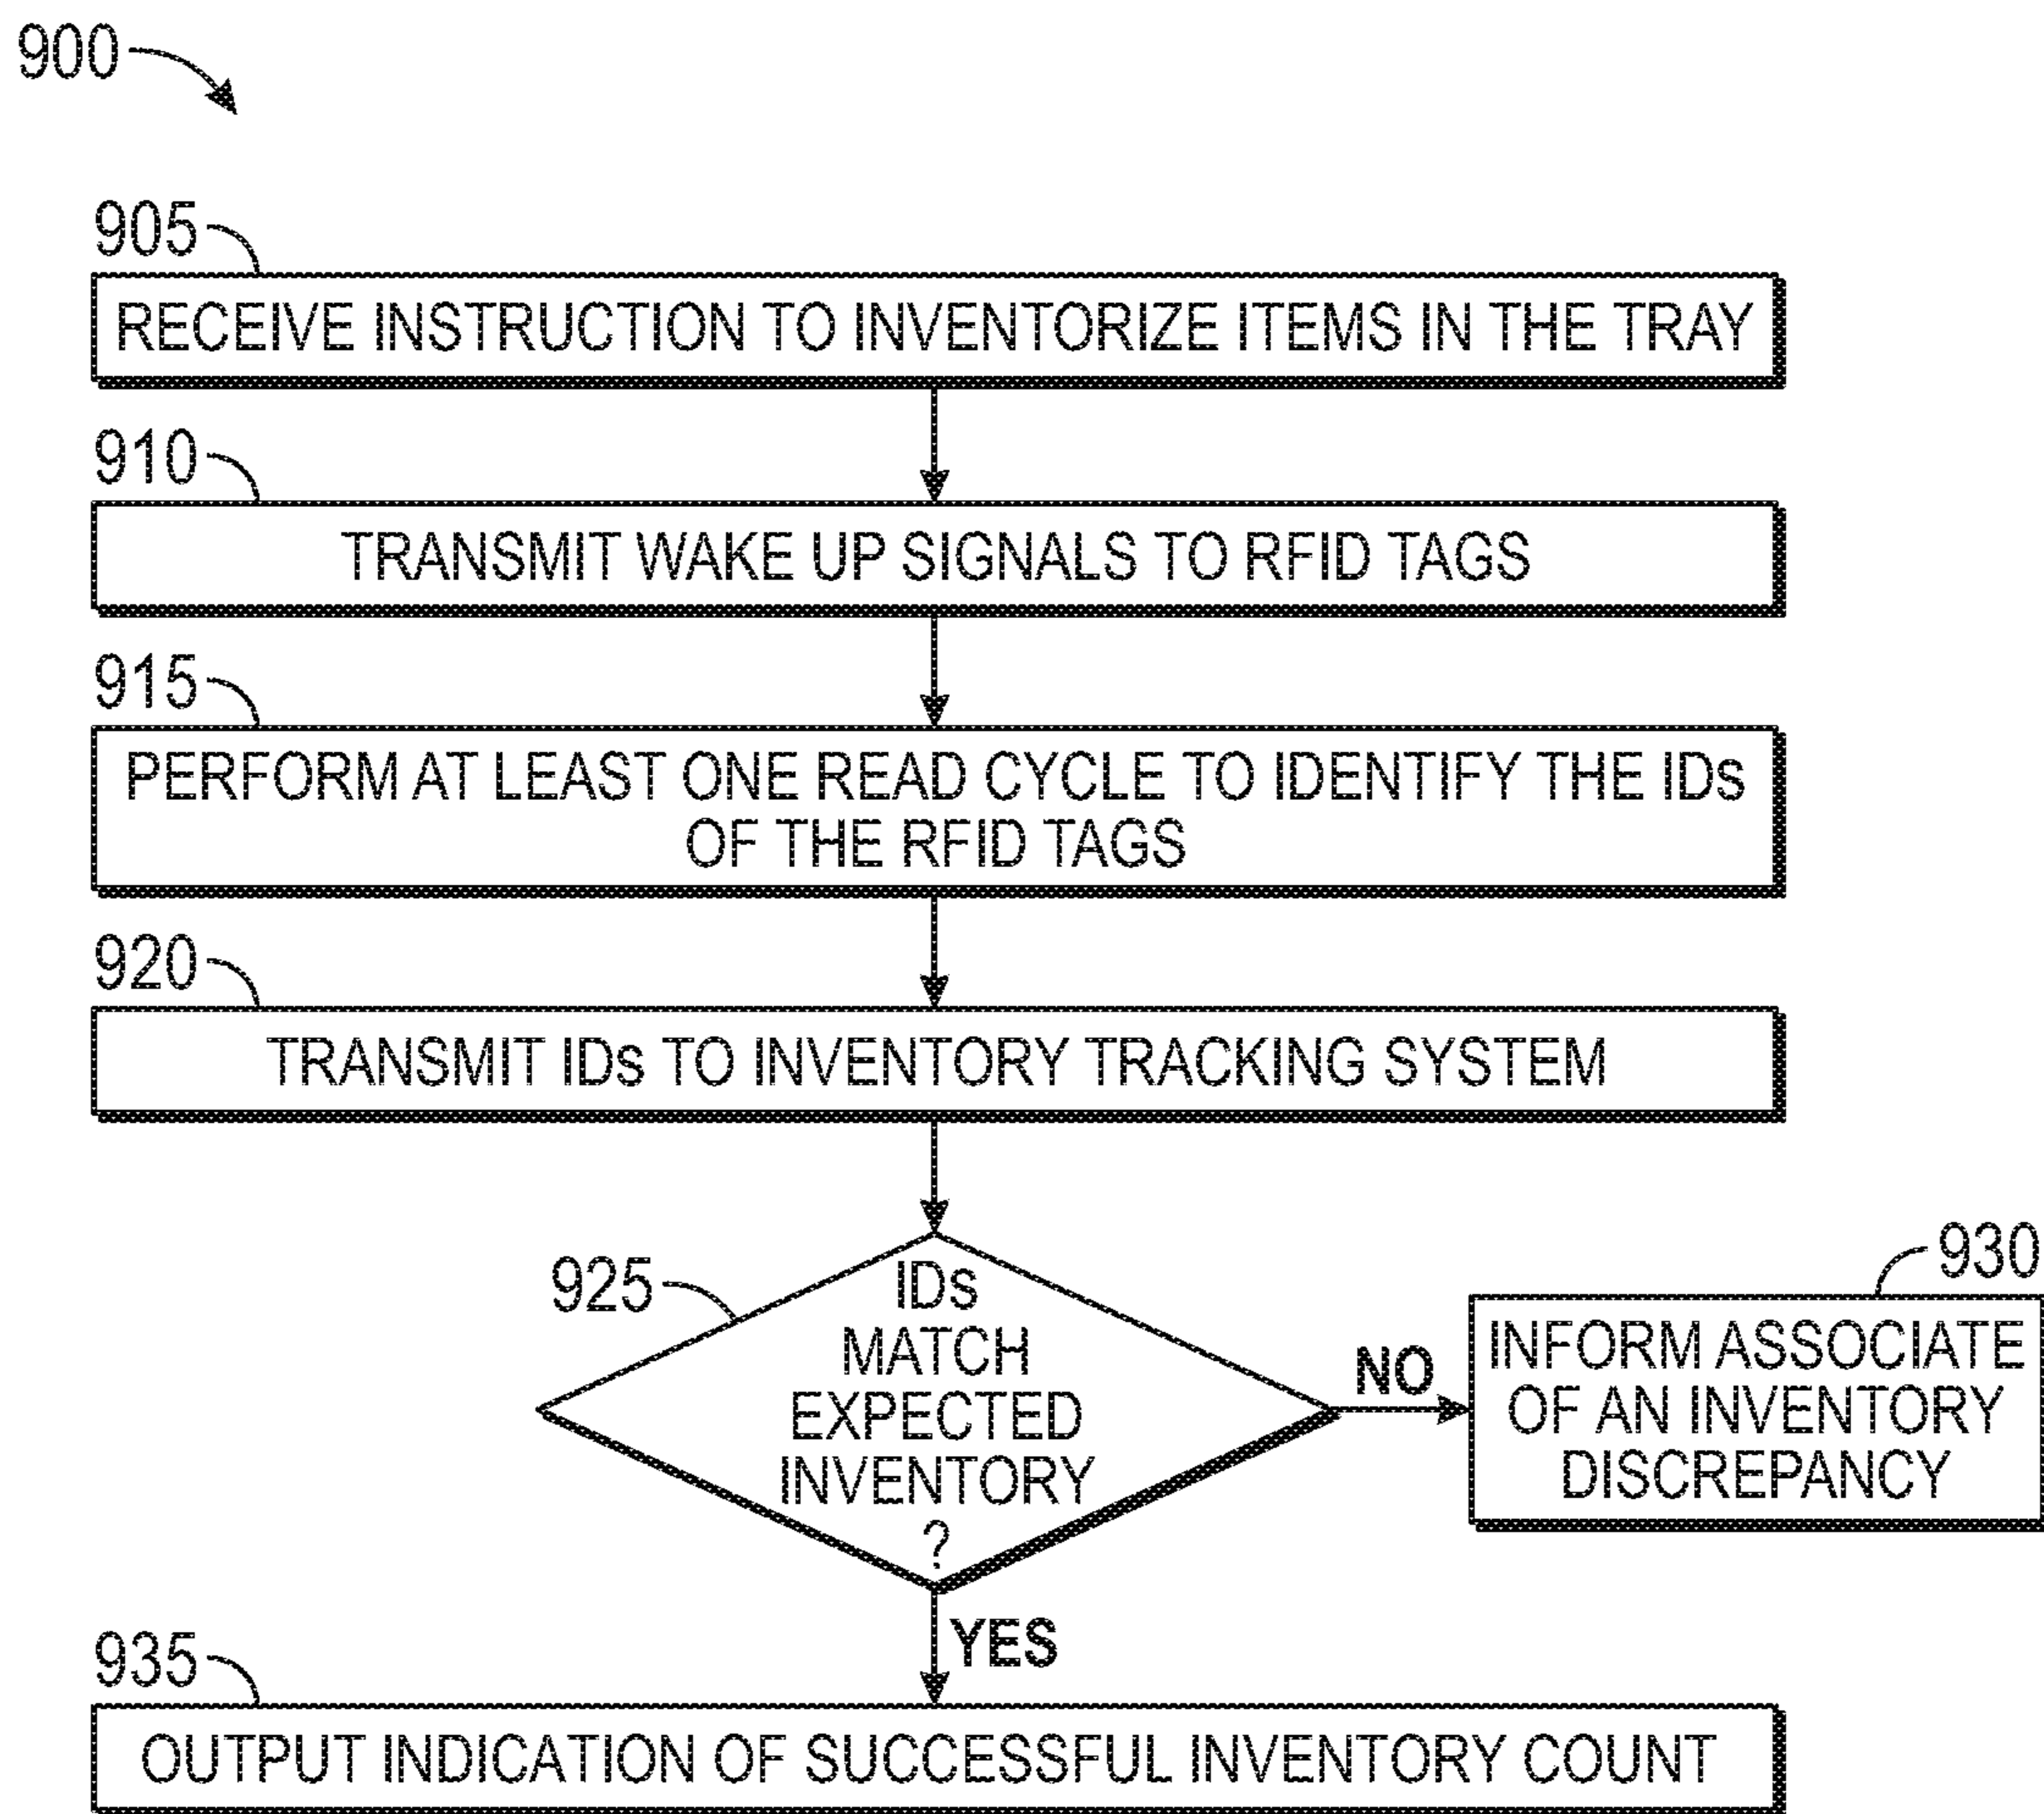 900
905
RECEIVE INSTRUCTION TO INVENTORIZE ITEMS IN THE TRAY
910
TRANSMIT WAKE UP SIGNALS TO RFID TAGS
915
PERFORM AT LEAST ONE READ CYCLE TO IDENTIFY THE IDs
OF THE RFID TAGS
920
TRANSMIT IDs TO INVENTORY TRACKING SYSTEM
925
IDs
MATCH
EXPECTED
INVENTORY
?
NO
930
INFORM ASSOCIATE
OF AN INVENTORY
DISCREPANCY
YES
935
OUTPUT INDICATION OF SUCCESSFUL INVENTORY COUNT